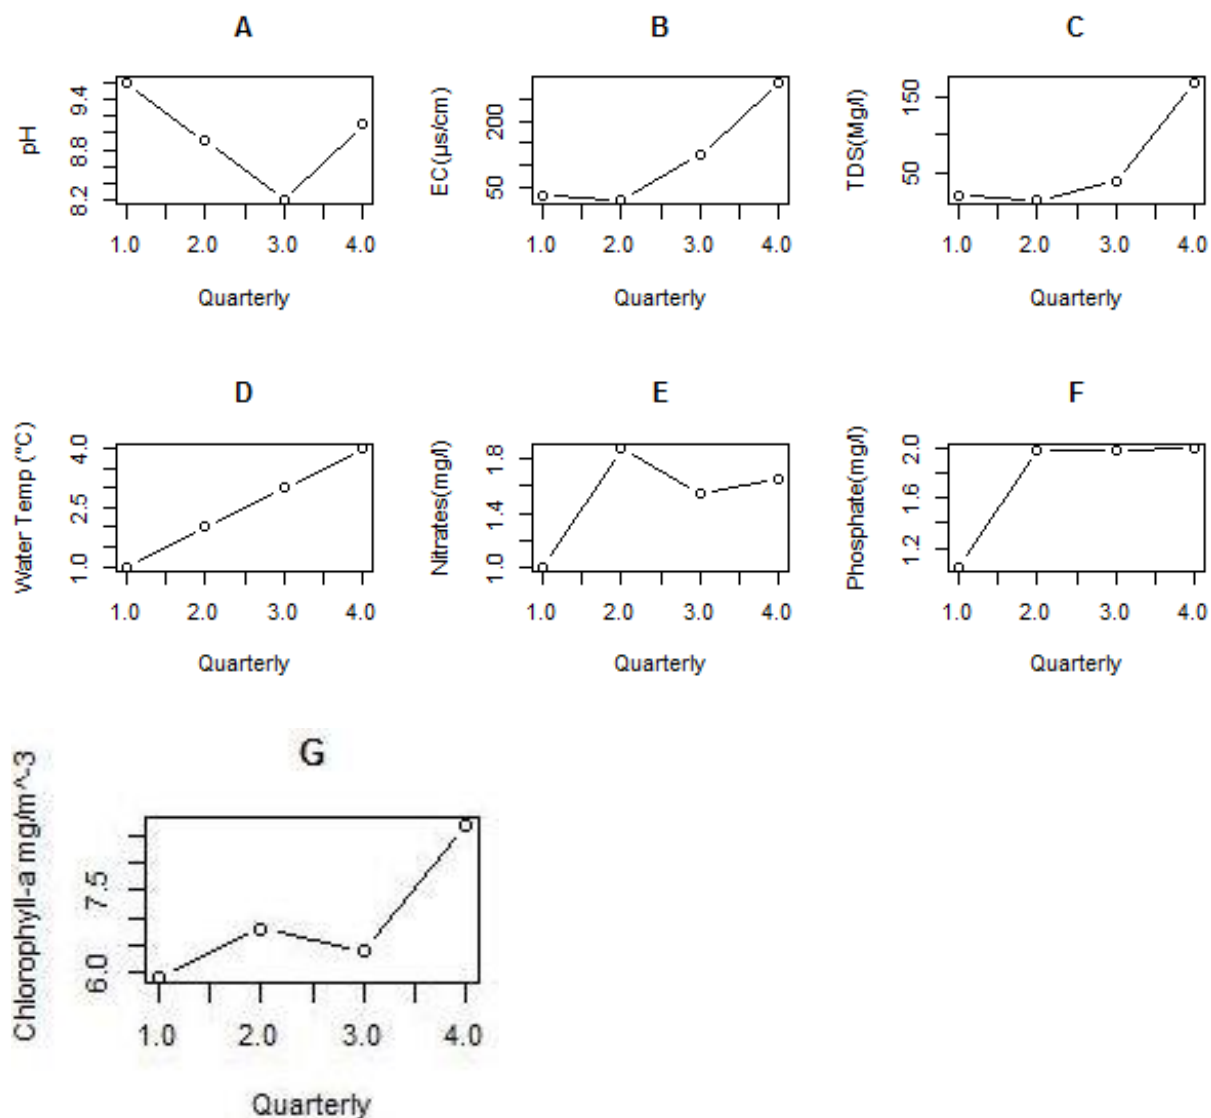 A
pH
9.4
8.8
8.2
1.0 2.0 3.0 4.0
Quarterly
B
EC(µs/cm)
200
50
1.0 2.0 3.0 4.0
Quarterly
C
TDS(Mg/l)
150
50
1.0 2.0 3.0 4.0
Quarterly
D
Water Temp (°C)
4.0
2.5
1.0
1.0 2.0 3.0 4.0
Quarterly
E
Nitrates(mg/l)
1.8
1.4
1.0
1.0 2.0 3.0 4.0
Quarterly
F
Phosphate(mg/l)
2.0
1.6
1.2
1.0 2.0 3.0 4.0
Quarterly
G
Chlorophyll-a mg/m^-3
7.5
6.0
1.0 2.0 3.0 4.0
Quarterly